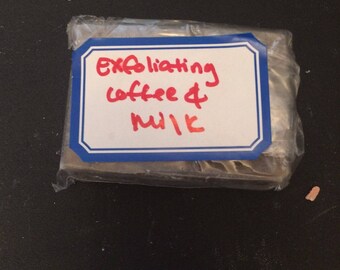 exfoliating
coffee &
Milk